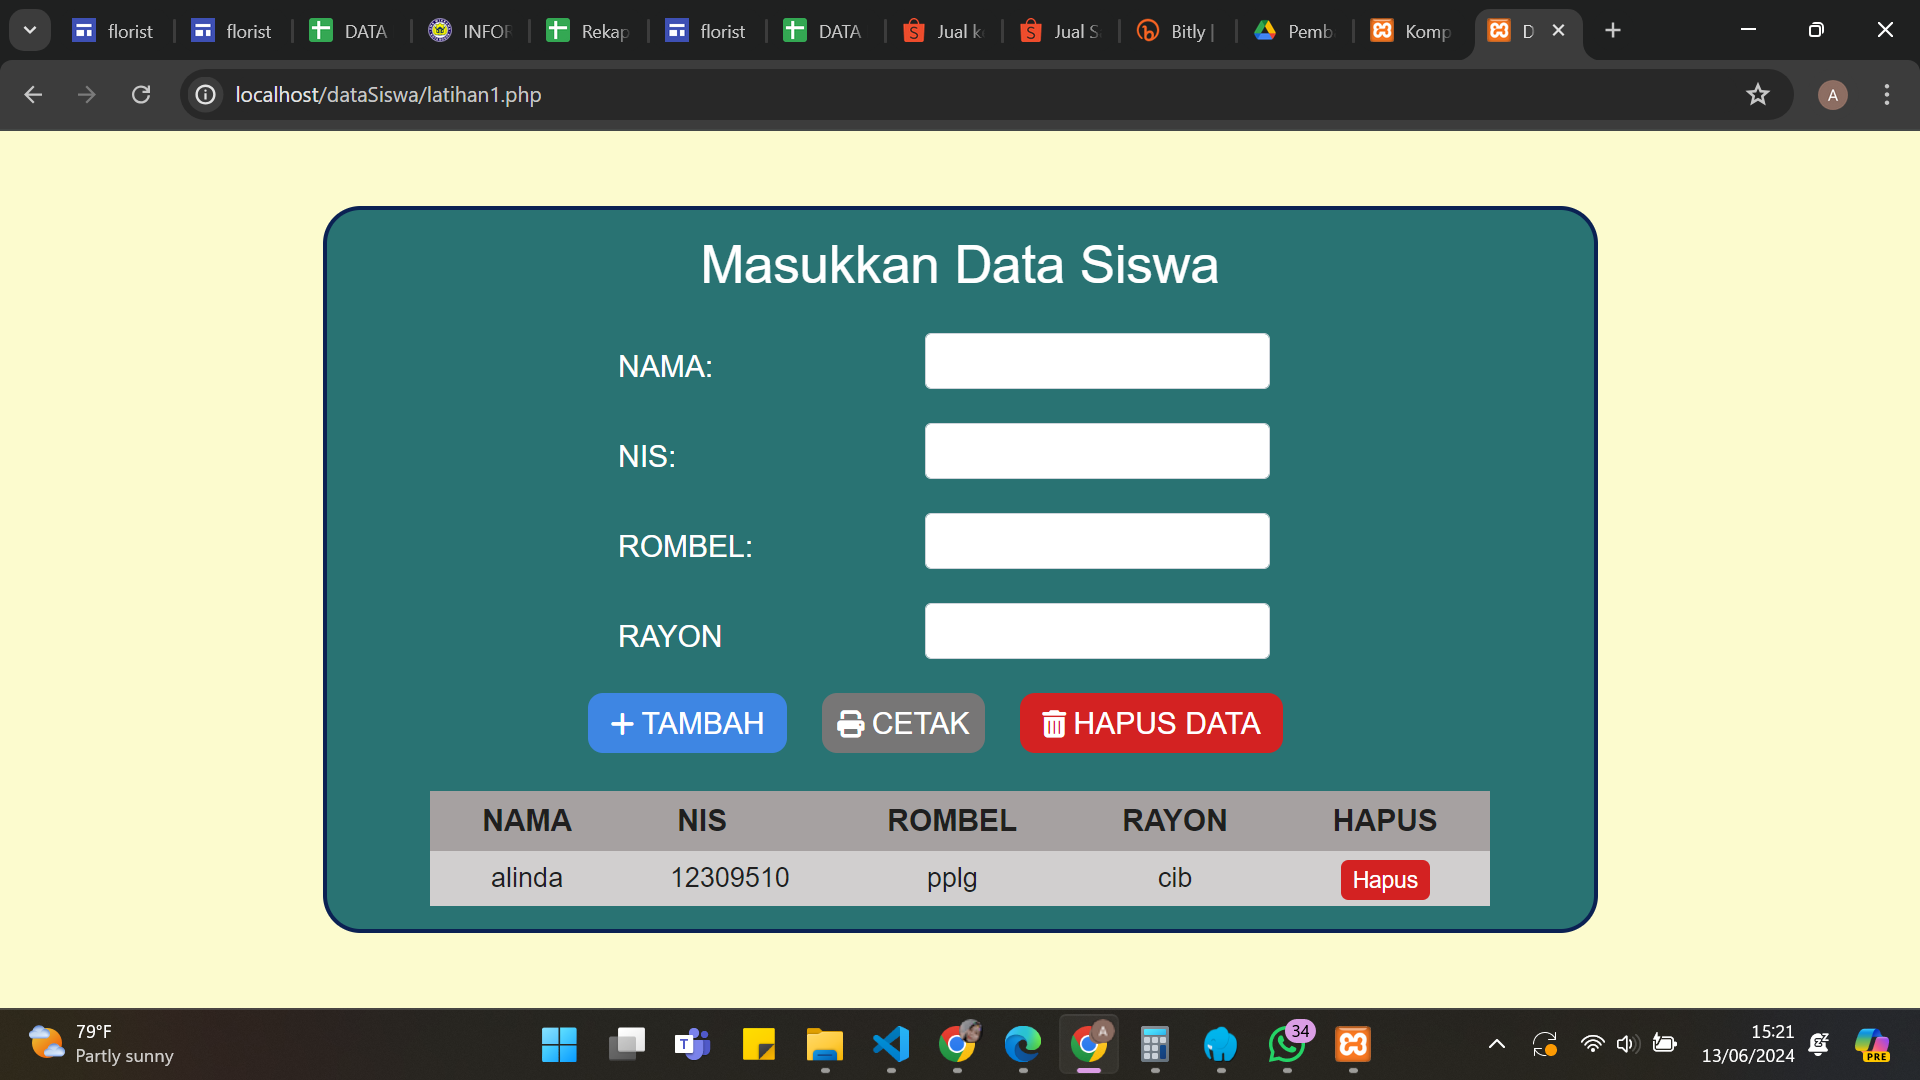 florist
florist
DATA
INFOR
Rekap
florist
DATA
Jual k
Jual S
Bitly |
Pemb
Komp
D
localhost/dataSiswa/latihan1.php
A
Masukkan Data Siswa
NAMA:
NIS:
ROMBEL:
RAYON
TAMBAH
CETAK
HAPUS DATA
NAMA NIS ROMBEL RAYON HAPUS
alinda 12309510 pplg cib Hapus
79°F
Partly sunny
A
34
15:21
13/06/2024
PRE